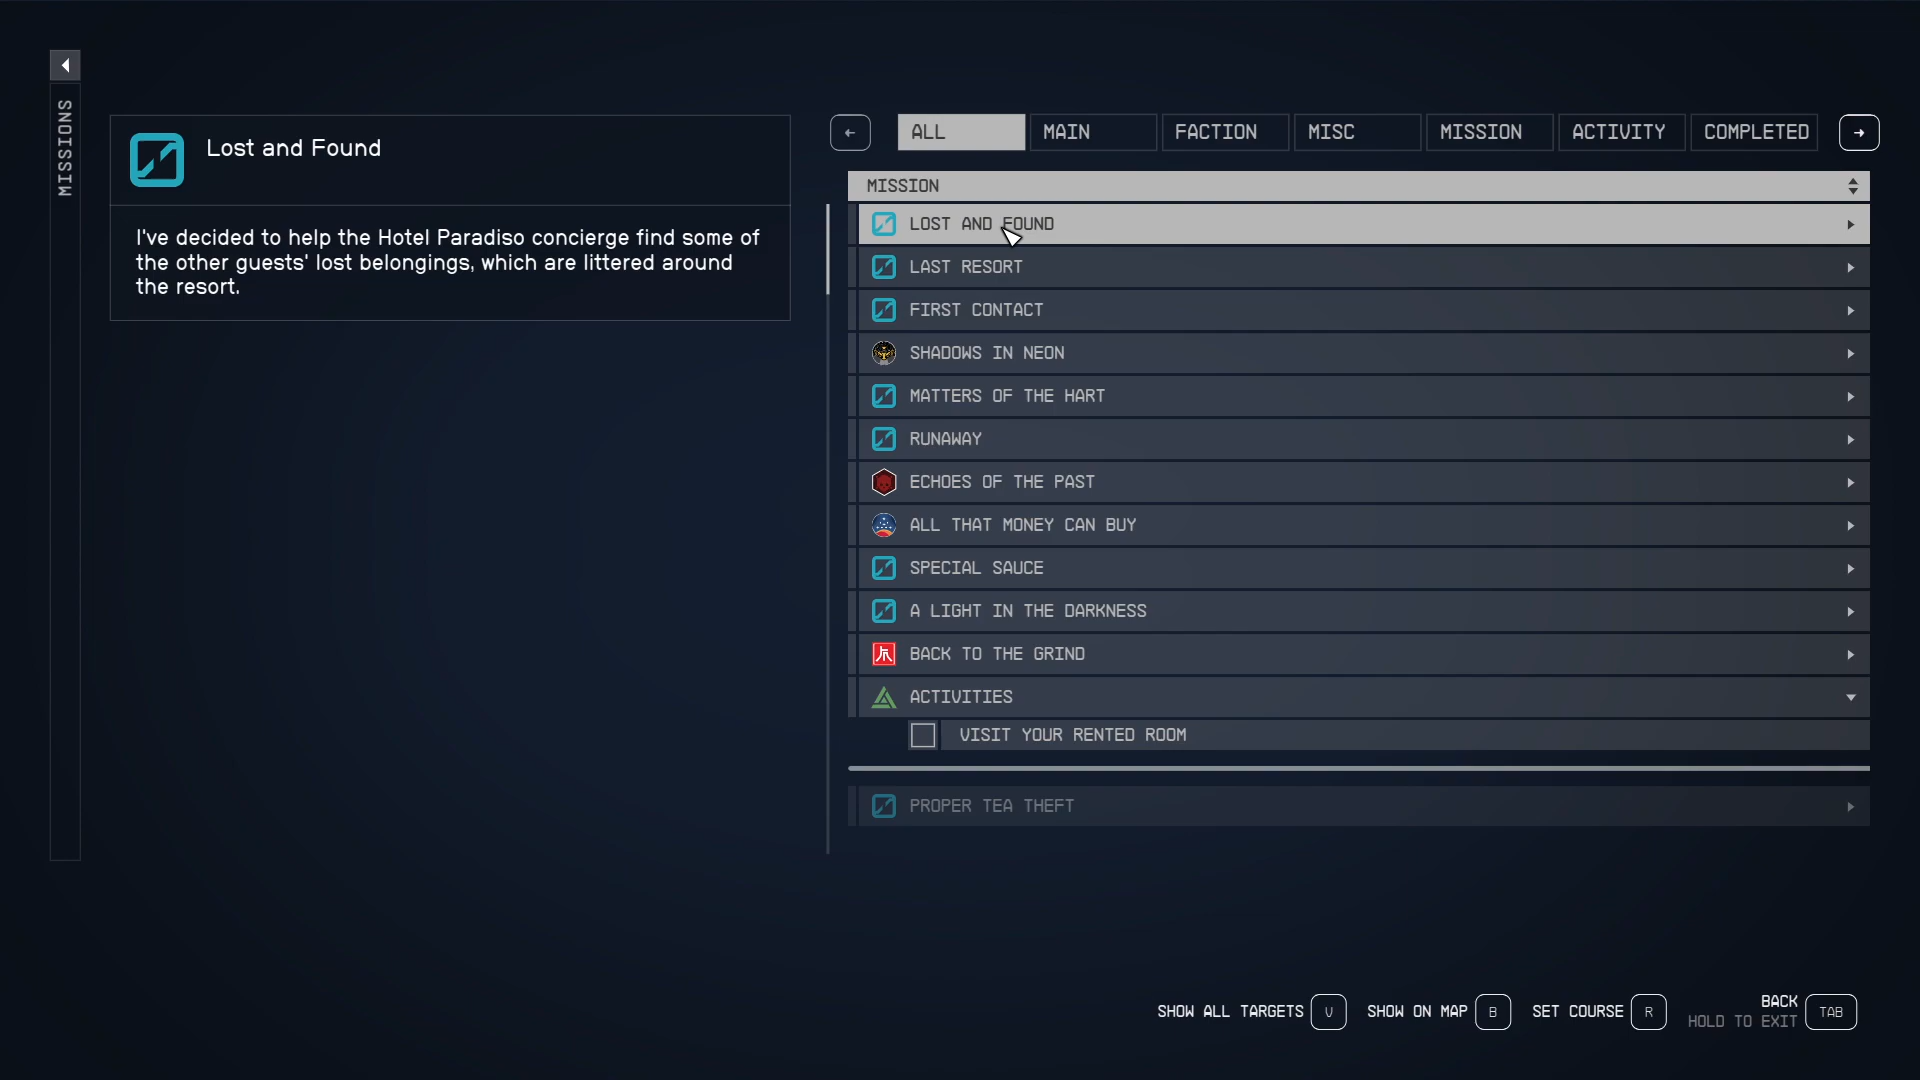 MISSIONS
Lost and Found
I've decided to help the Hotel Paradiso concierge find some of
the other guests' lost belongings, which are littered around
the resort.
ALL MAIN FACTION MISC MISSION ACTIVITY COMPLETED
MISSION
LOST AND FOUND
LAST RESORT
FIRST CONTACT
SHADOWS IN NEON
MATTERS OF THE HART
RUNAWAY
ECHOES OF THE PAST
ALL THAT MONEY CAN BUY
SPECIAL SAUCE
A LIGHT IN THE DARKNESS
BACK TO THE GRIND
ACTIVITIES
VISIT YOUR RENTED ROOM
PROPER TEA THEFT
SHOW ALL TARGETS V SHOW ON MAP B SET COURSE R BACK TAB
HOLD TO EXIT